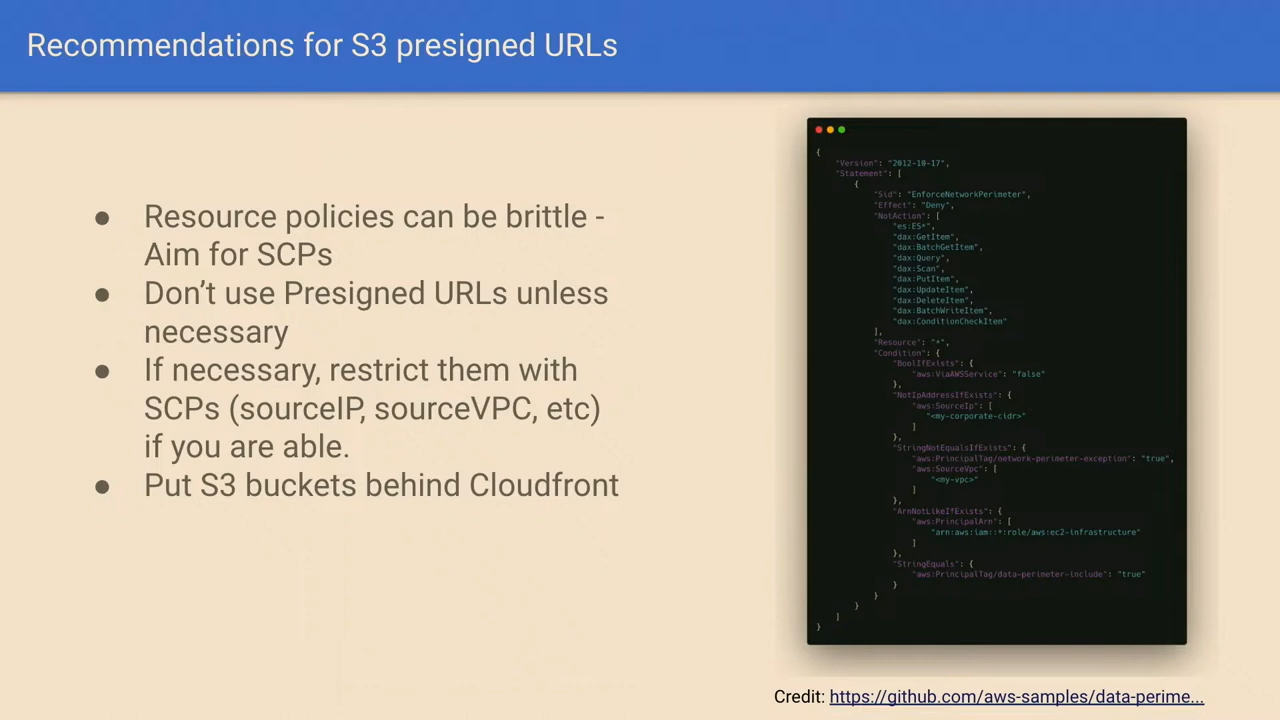 Recommendations for S3 presigned URLs
● Resource policies can be brittle -
Aim for SCPs
● Don’t use Presigned URLs unless
necessary
● If necessary, restrict them with
SCPs (sourceIP, sourceVPC, etc)
if you are able.
● Put S3 buckets behind Cloudfront
{
"Version": "2012-10-17",
"Statement": [
{
"Sid": "EnforceNetworkPerimeter",
"Effect": "Deny",
"NotAction": [
"es:ES*",
"dax:GetItem",
"dax:BatchGetItem",
"dax:Query",
"dax:Scan",
"dax:PutItem",
"dax:UpdateItem",
"dax:DeleteItem",
"dax:BatchWriteItem",
"dax:ConditionCheckItem"
],
"Resource": "*",
"Condition": {
"BoolIfExists": {
"aws:ViaAWSService": "false"
},
"NotIpAddressIfExists": {
"aws:SourceIp": [
"<my-corporate-cidr>"
]
},
"StringNotEqualsIfExists": {
"aws:PrincipalTag/network-perimeter-exception": "true",
"aws:SourceVpc": [
"<my-vpc>"
]
},
"ArnNotLikeIfExists": {
"aws:PrincipalArn": [
"arn:aws:iam::*:role/aws:ec2-infrastructure"
]
},
"StringEquals": {
"aws:PrincipalTag/data-perimeter-include": "true"
}
}
}
]
}
Credit: https://github.com/aws-samples/data-perime...